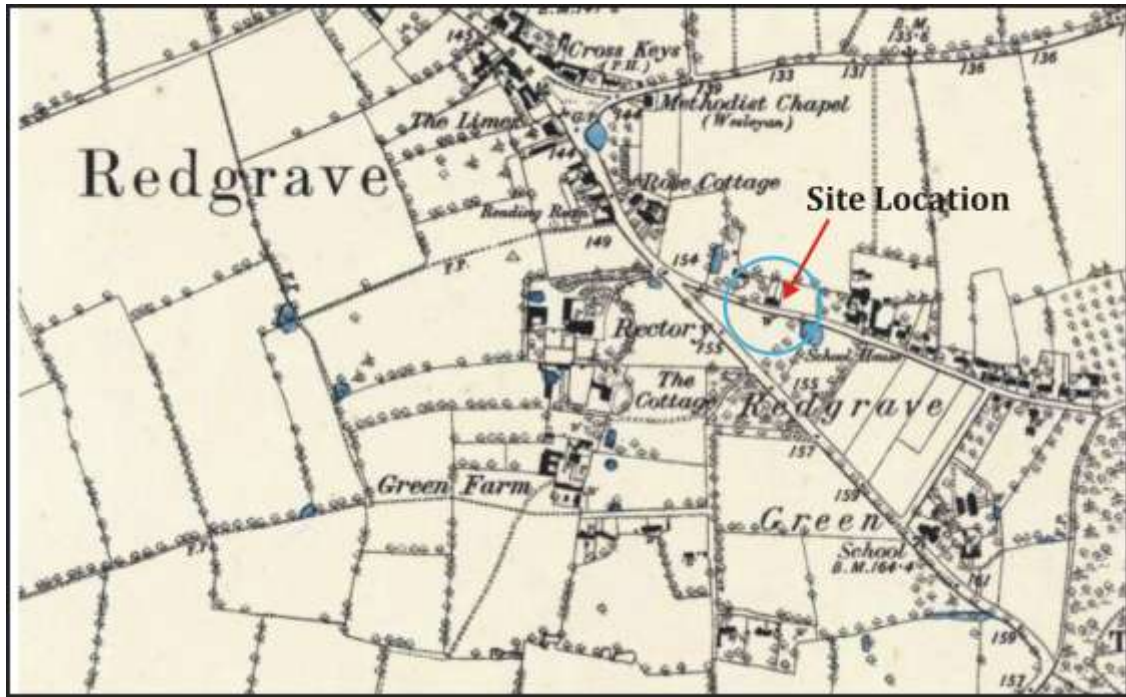 B.M.
135·6
145
Cross Keys
(P.H.)
133
131
136
136
139
Methodist Chapel
(Wesleyan)
144
The Limes
144
Redgrave
Rose Cottage
Site Location
Reading Room
149
154
F.P.
F.P.
Rectory
155
School House
The
Cottage
155
Redgrave
157
Green Farm
159
Green
School
B.M.164·4
161
F.P.
159
157
T